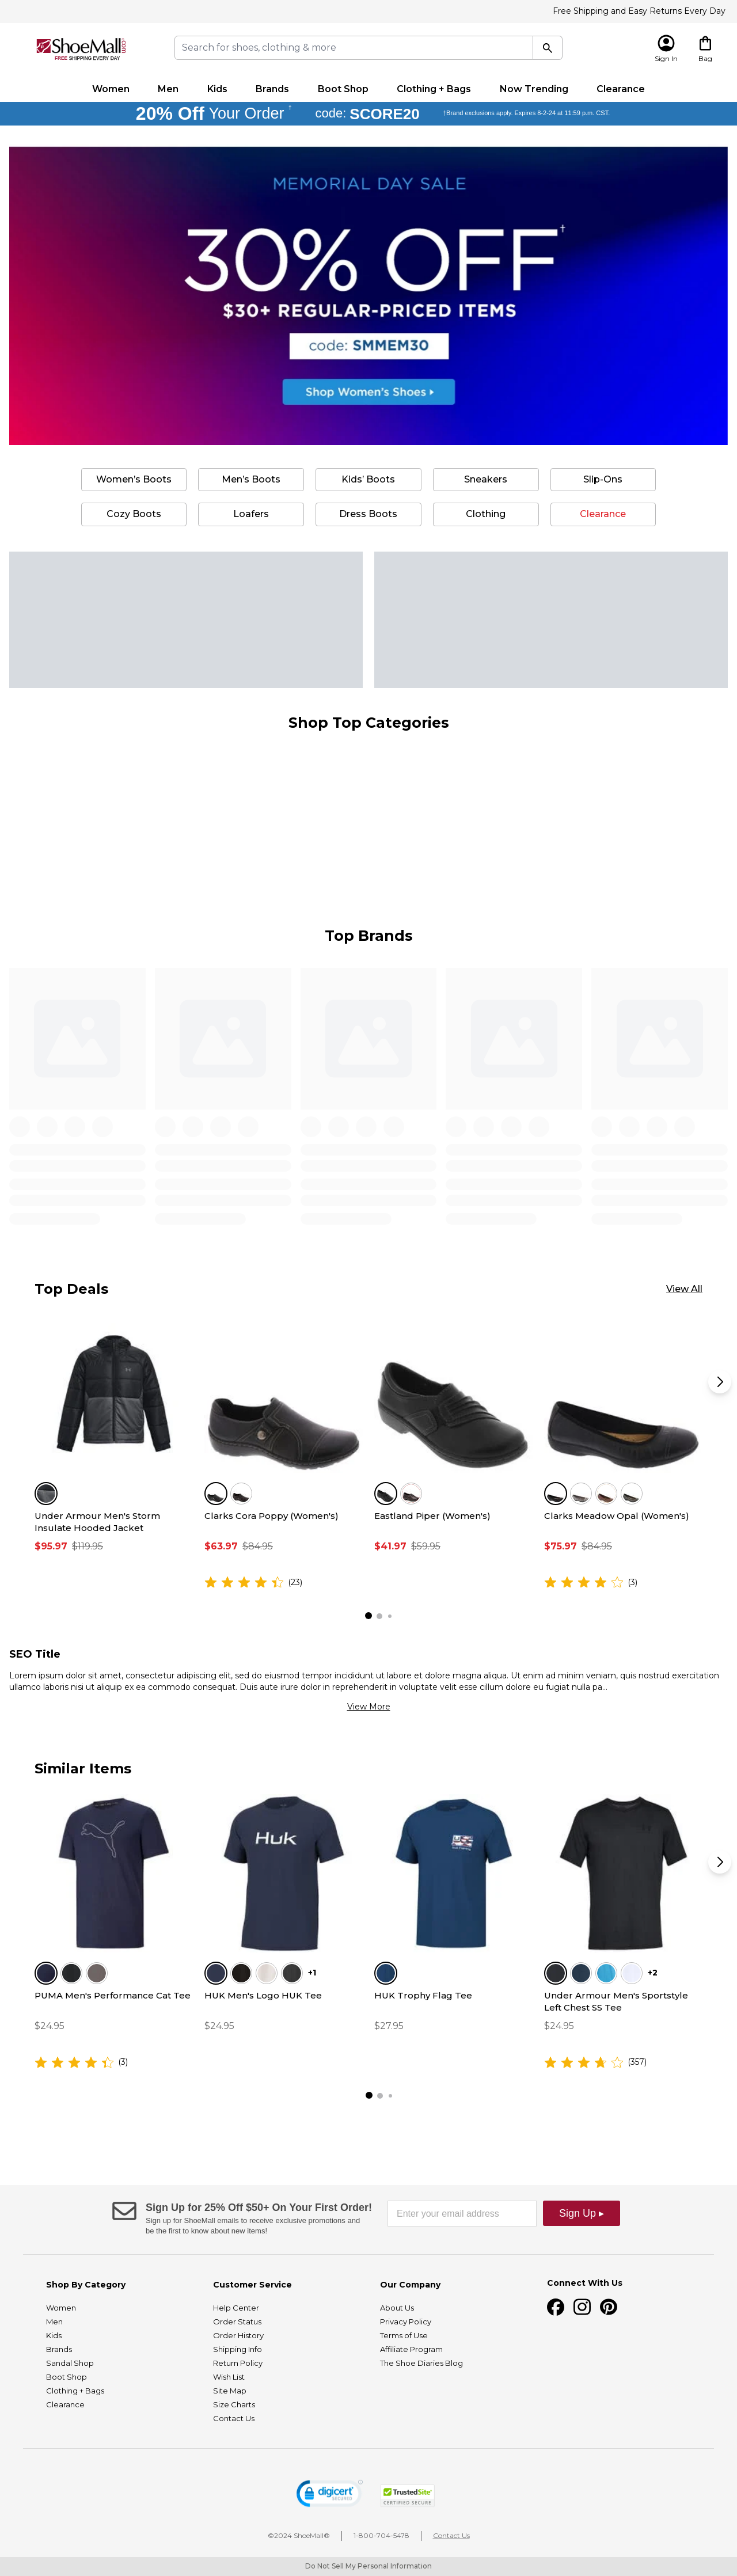 Free Shipping and Easy Returns Every Day
ShoeMall.com
FREE SHIPPING EVERY DAY
Search for shoes, clothing & more
Sign In
Bag
Women
Men
Kids
Brands
Boot Shop
Clothing + Bags
Now Trending
Clearance
20% Off Your Order † code: SCORE20 †Brand exclusions apply. Expires 8-2-24 at 11:59 p.m. CST.
MEMORIAL DAY SALE
30% OFF†
$30+ REGULAR-PRICED ITEMS
code: SMMEM30
Shop Women's Shoes ▸
Women's Boots
Men's Boots
Kids' Boots
Sneakers
Slip-Ons
Cozy Boots
Loafers
Dress Boots
Clothing
Clearance
Shop Top Categories
Top Brands
Top Deals
View All
Under Armour Men's Storm
Insulate Hooded Jacket
$95.97 $119.95
Clarks Cora Poppy (Women's)
$63.97 $84.95
(23)
Eastland Piper (Women's)
$41.97 $59.95
Clarks Meadow Opal (Women's)
$75.97 $84.95
(3)
SEO Title
Lorem ipsum dolor sit amet, consectetur adipiscing elit, sed do eiusmod tempor incididunt ut labore et dolore magna aliqua. Ut enim ad minim veniam, quis nostrud exercitation
ullamco laboris nisi ut aliquip ex ea commodo consequat. Duis aute irure dolor in reprehenderit in voluptate velit esse cillum dolore eu fugiat nulla pa...
View More
Similar Items
PUMA Men's Performance Cat Tee
$24.95
(3)
Huk
+1
HUK Men's Logo HUK Tee
$24.95
HUK Trophy Flag Tee
$27.95
+2
Under Armour Men's Sportstyle
Left Chest SS Tee
$24.95
(357)
Sign Up for 25% Off $50+ On Your First Order!
Sign up for ShoeMall emails to receive exclusive promotions and
be the first to know about new items!
Enter your email address
Sign Up ▸
Shop By Category
Women
Men
Kids
Brands
Sandal Shop
Boot Shop
Clothing + Bags
Clearance
Customer Service
Help Center
Order Status
Order History
Shipping Info
Return Policy
Wish List
Site Map
Size Charts
Contact Us
Our Company
About Us
Privacy Policy
Terms of Use
Affiliate Program
The Shoe Diaries Blog
Connect With Us
digicert
SECURED
TrustedSite
CERTIFIED SECURE
©2024 ShoeMall®
1-800-704-5478
Contact Us
Do Not Sell My Personal Information